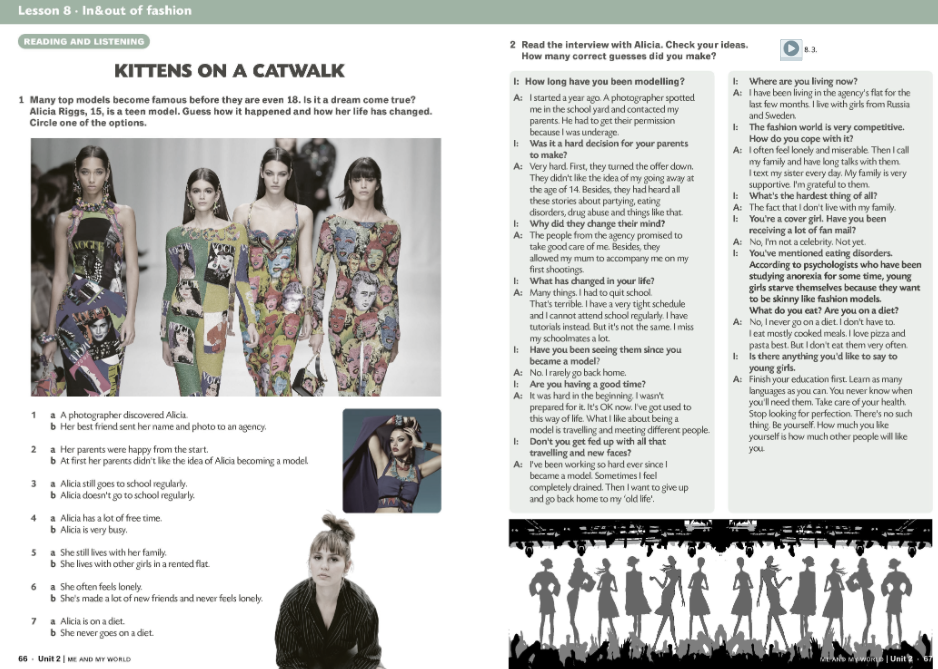 Lesson 8 · In&out of fashion
READING AND LISTENING
KITTENS ON A CATWALK
1 Many top models become famous before they are even 18. Is it a dream come true?
Alicia Riggs, 15, is a teen model. Guess how it happened and how her life has changed.
Circle one of the options.
VOGUE
1 a A photographer discovered Alicia.
b Her best friend sent her name and photo to an agency.
2 a Her parents were happy from the start.
b At first her parents didn't like the idea of Alicia becoming a model.
3 a Alicia still goes to school regularly.
b Alicia doesn't go to school regularly.
4 a Alicia has a lot of free time.
b Alicia is very busy.
5 a She still lives with her family.
b She lives with other girls in a rented flat.
6 a She often feels lonely.
b She's made a lot of new friends and never feels lonely.
7 a Alicia is on a diet.
b She never goes on a diet.
66 · Unit 2 | ME AND MY WORLD
2 Read the interview with Alicia. Check your ideas.
How many correct guesses did you make?
8.3.
I: How long have you been modelling?
A: I started a year ago. A photographer spotted
me in the school yard and contacted my
parents. He had to get their permission
because I was underage.
I: Was it a hard decision for your parents
to make?
A: Very hard. First, they turned the offer down.
They didn't like the idea of my going away at
the age of 14. Besides, they had heard all
these stories about partying, eating
disorders, drug abuse and things like that.
I: Why did they change their mind?
A: The people from the agency promised to
take good care of me. Besides, they
allowed my mum to accompany me on my
first shootings.
I: What has changed in your life?
A: Many things. I had to quit school.
That's terrible. I have a very tight schedule
and I cannot attend school regularly. I have
tutorials instead. But it's not the same. I miss
my schoolmates a lot.
I: Have you been seeing them since you
became a model?
A: No. I rarely go back home.
I: Are you having a good time?
A: It was hard in the beginning. I wasn't
prepared for it. It's OK now. I've got used to
this way of life. What I like about being a
model is travelling and meeting different people.
I: Don't you get fed up with all that
travelling and new faces?
A: I've been working so hard ever since I
became a model. Sometimes I feel
completely drained. Then I want to give up
and go back home to my 'old life'.
I: Where are you living now?
A: I have been living in the agency's flat for the
last few months. I live with girls from Russia
and Sweden.
I: The fashion world is very competitive.
How do you cope with it?
A: I often feel lonely and miserable. Then I call
my family and have long talks with them.
I text my sister every day. My family is very
supportive. I'm grateful to them.
I: What's the hardest thing of all?
A: The fact that I don't live with my family.
I: You're a cover girl. Have you been
receiving a lot of fan mail?
A: No, I'm not a celebrity. Not yet.
I: You've mentioned eating disorders.
According to psychologists who have been
studying anorexia for some time, young
girls starve themselves because they want
to be skinny like fashion models.
What do you eat? Are you on a diet?
A: No, I never go on a diet. I don't have to.
I eat mostly cooked meals. I love pizza and
pasta best. But I don't eat them very often.
I: Is there anything you'd like to say to
young girls.
A: Finish your education first. Learn as many
languages as you can. You never know when
you'll need them. Take care of your health.
Stop looking for perfection. There's no such
thing. Be yourself. How much you like
yourself is how much other people will like
you.
ME AND MY WORLD | Unit 2 · 67